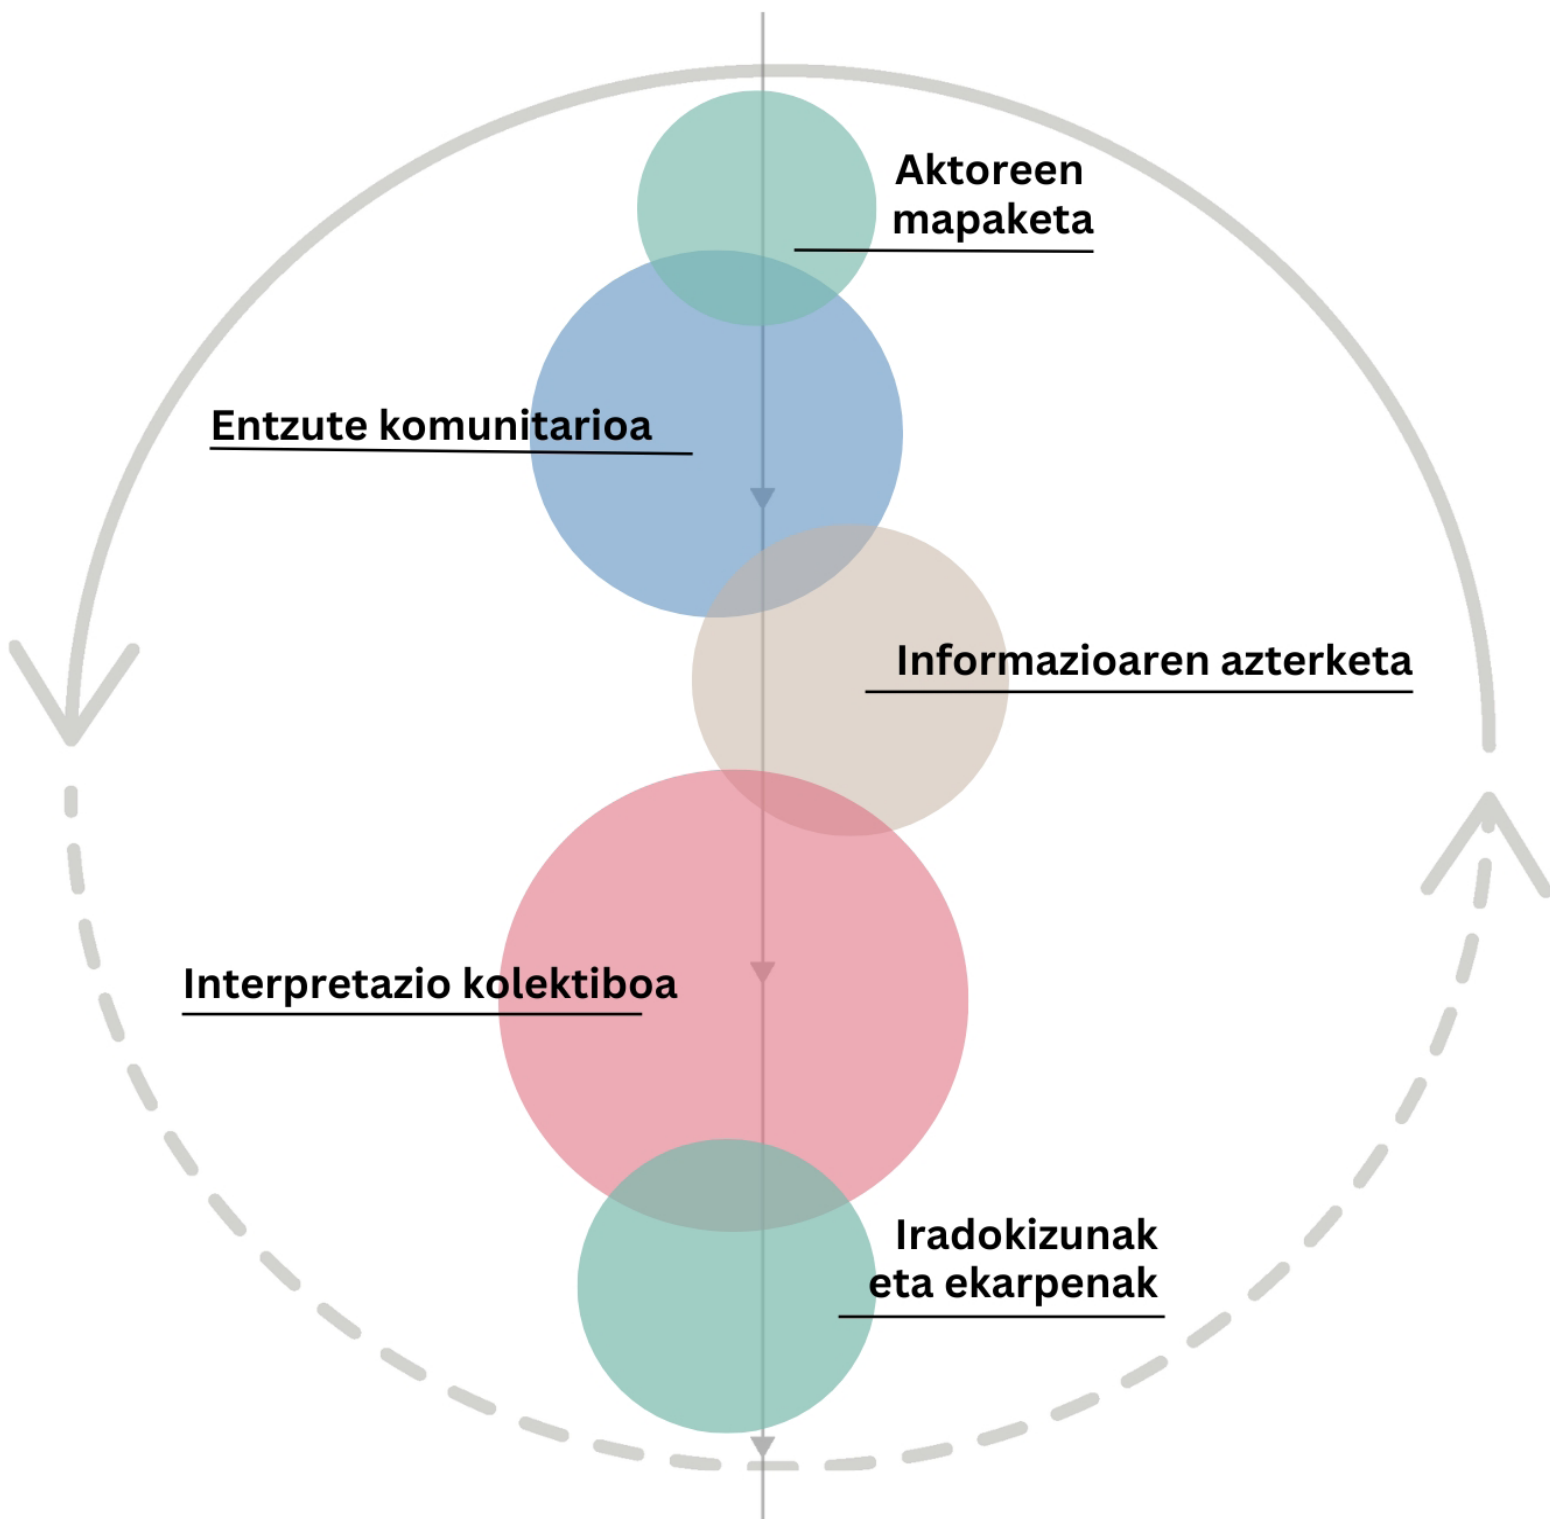 Aktoreen
mapaketa
Entzute komunitarioa
Informazioaren azterketa
Interpretazio kolektiboa
Iradokizunak
eta ekarpenak